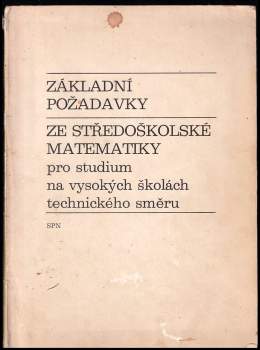 ZÁKLADNÍ
POŽADAVKY
ZE STŘEDOŠKOLSKÉ
MATEMATIKY
pro studium
na vysokých školách
technického směru
SPN